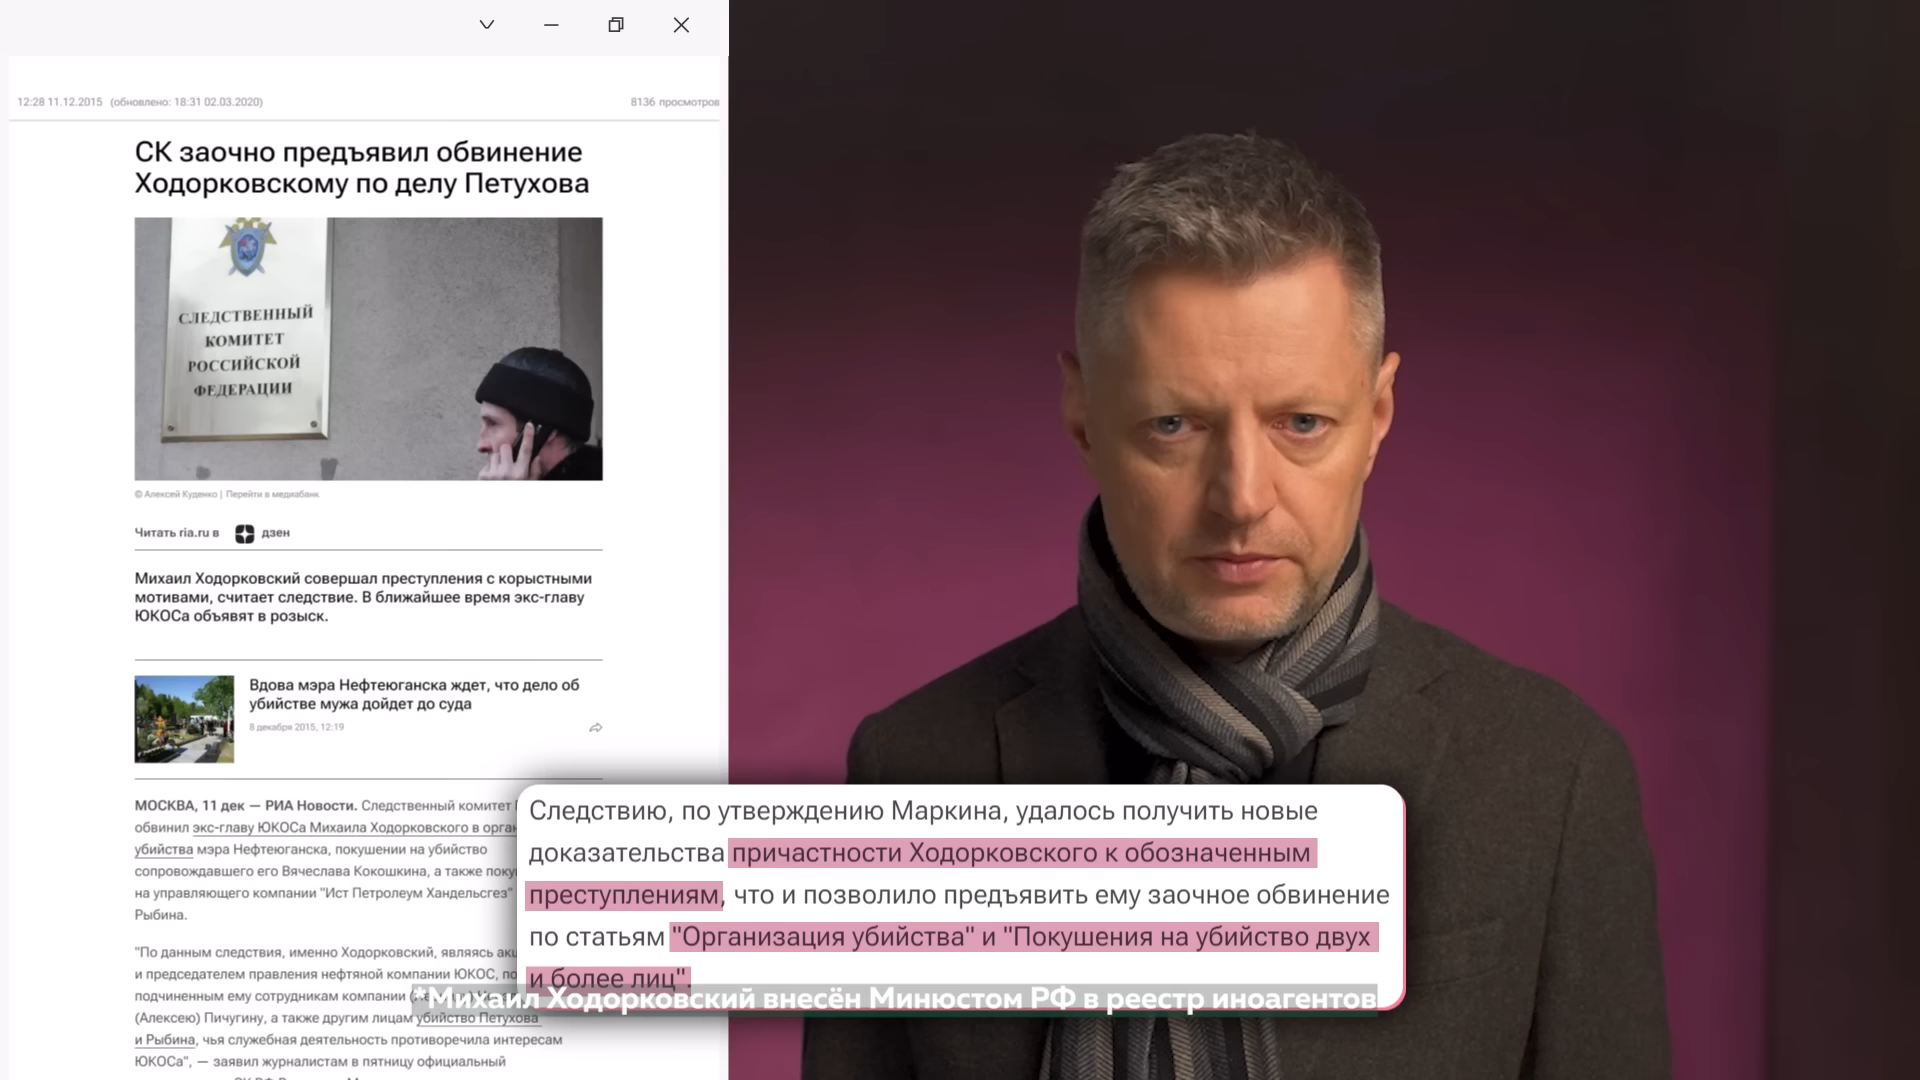 12:28 11.12.2015 (обновлено: 18:31 02.03.2020)
8136 просмотров
СК заочно предъявил обвинение
Ходорковскому по делу Петухова
СЛЕДСТВЕННЫЙ
КОМИТЕТ
РОССИЙСКОЙ
ФЕДЕРАЦИИ
© Алексей Куденко | Перейти в медиабанк
Читать ria.ru в дзен
Михаил Ходорковский совершал преступления с корыстными
мотивами, считает следствие. В ближайшее время экс-главу
ЮКОСа объявят в розыск.
Вдова мэра Нефтеюганска ждет, что дело об
убийстве мужа дойдет до суда
8 декабря 2015, 12:19
МОСКВА, 11 дек — РИА Новости. Следственный комитет
обвинил экс-главу ЮКОСа Михаила Ходорковского в
убийства мэра Нефтеюганска, покушении на убийство
сопровождавшего его Вячеслава Кокошкина, а также
на управляющего компании "Ист Петролеум Хандельсгез"
Рыбина.
"По данным следствия, именно Ходорковский, являясь
и председателем правления нефтяной компании ЮКОС,
подчиненным ему сотрудникам компании
(Алексею) Пичугину, а также другим лицам убийство Петухова
и Рыбина, чья служебная деятельность противоречила интересам
ЮКОСа", — заявил журналистам в пятницу официальный
Следствию, по утверждению Маркина, удалось получить новые
доказательства причастности Ходорковского к обозначенным
преступлениям, что и позволило предъявить ему заочное обвинение
по статьям "Организация убийства" и "Покушения на убийство двух
и более лиц".
*Михаил Ходорковский внесён Минюстом РФ в реестр иноагентов